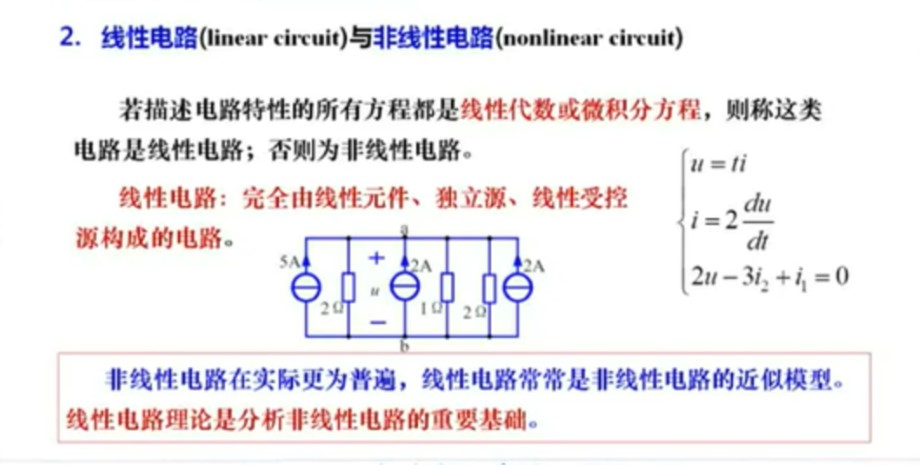 2. 线性电路(linear circuit)与非线性电路(nonlinear circuit)
若描述电路特性的所有方程都是线性代数或微积分方程，则称这类
电路是线性电路；否则为非线性电路。
线性电路：完全由线性元件、独立源、线性受控
源构成的电路。
u = ti
i = 2 du/dt
2u − 3i₂ + i₁ = 0
a
5A + 2A 2A
2Ω u 1Ω 2Ω
−
b
非线性电路在实际更为普遍，线性电路常常是非线性电路的近似模型。
线性电路理论是分析非线性电路的重要基础。